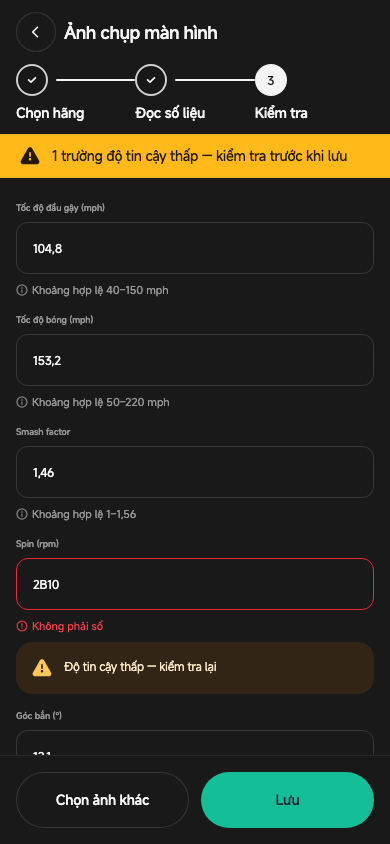 Ảnh chụp màn hình
3
Chọn hãng
Đọc số liệu
Kiểm tra
1 trường độ tin cậy thấp — kiểm tra trước khi lưu
Tốc độ đầu gậy (mph)
104,8
Khoảng hợp lệ 40–150 mph
Tốc độ bóng (mph)
153,2
Khoảng hợp lệ 50–220 mph
Smash factor
1,46
Khoảng hợp lệ 1–1,56
Spin (rpm)
2B10
Không phải số
Độ tin cậy thấp — kiểm tra lại
Góc bắn (°)
Chọn ảnh khác
Lưu